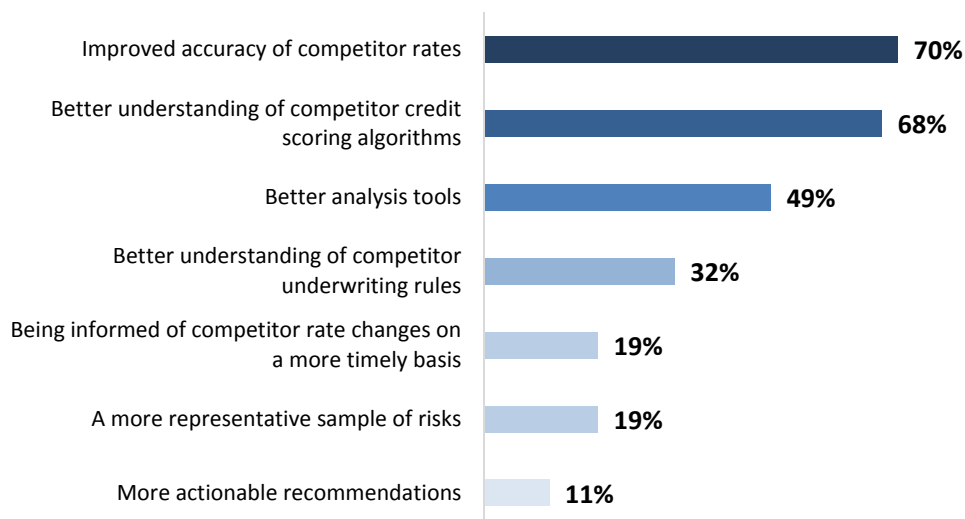 Improved accuracy of competitor rates
70%
Better understanding of competitor credit
scoring algorithms
68%
Better analysis tools
49%
Better understanding of competitor
underwriting rules
32%
Being informed of competitor rate changes on
a more timely basis
19%
A more representative sample of risks
19%
More actionable recommendations
11%